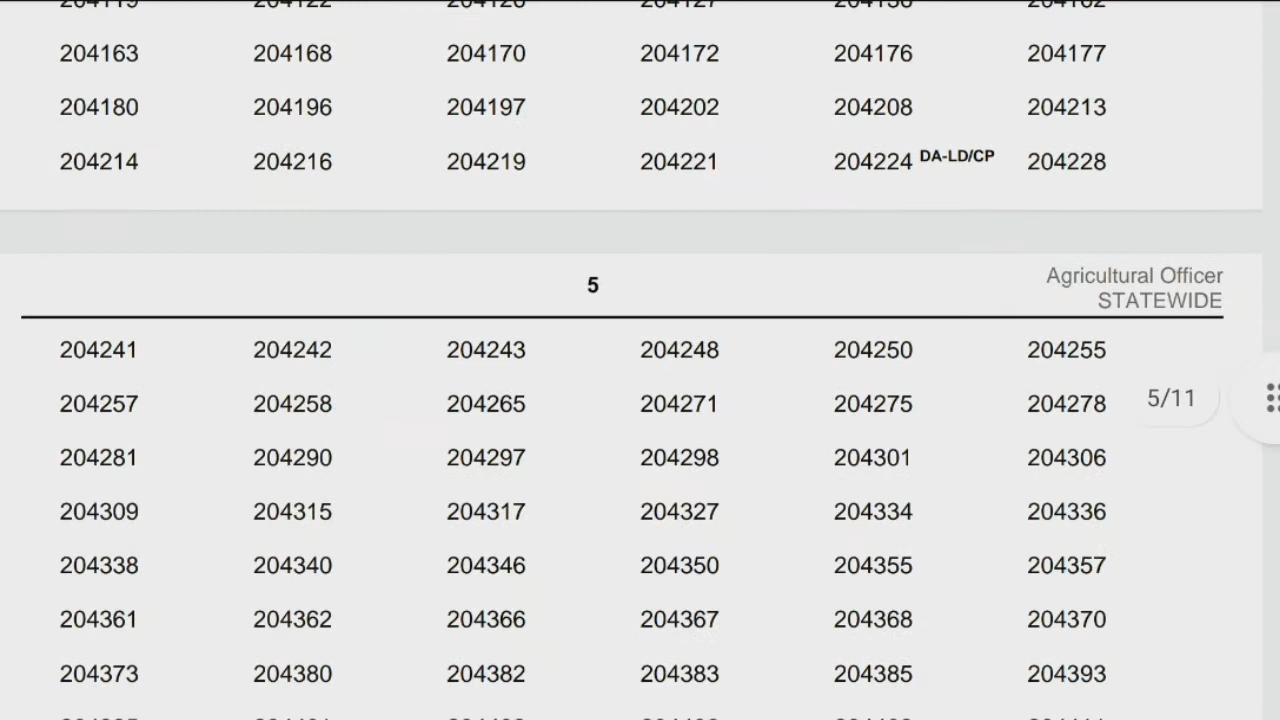 204163 204168 204170 204172 204176 204177
204180 204196 204197 204202 204208 204213
204214 204216 204219 204221 204224 DA-LD/CP 204228
5
Agricultural Officer
STATEWIDE
204241 204242 204243 204248 204250 204255
204257 204258 204265 204271 204275 204278
5/11
204281 204290 204297 204298 204301 204306
204309 204315 204317 204327 204334 204336
204338 204340 204346 204350 204355 204357
204361 204362 204366 204367 204368 204370
204373 204380 204382 204383 204385 204393